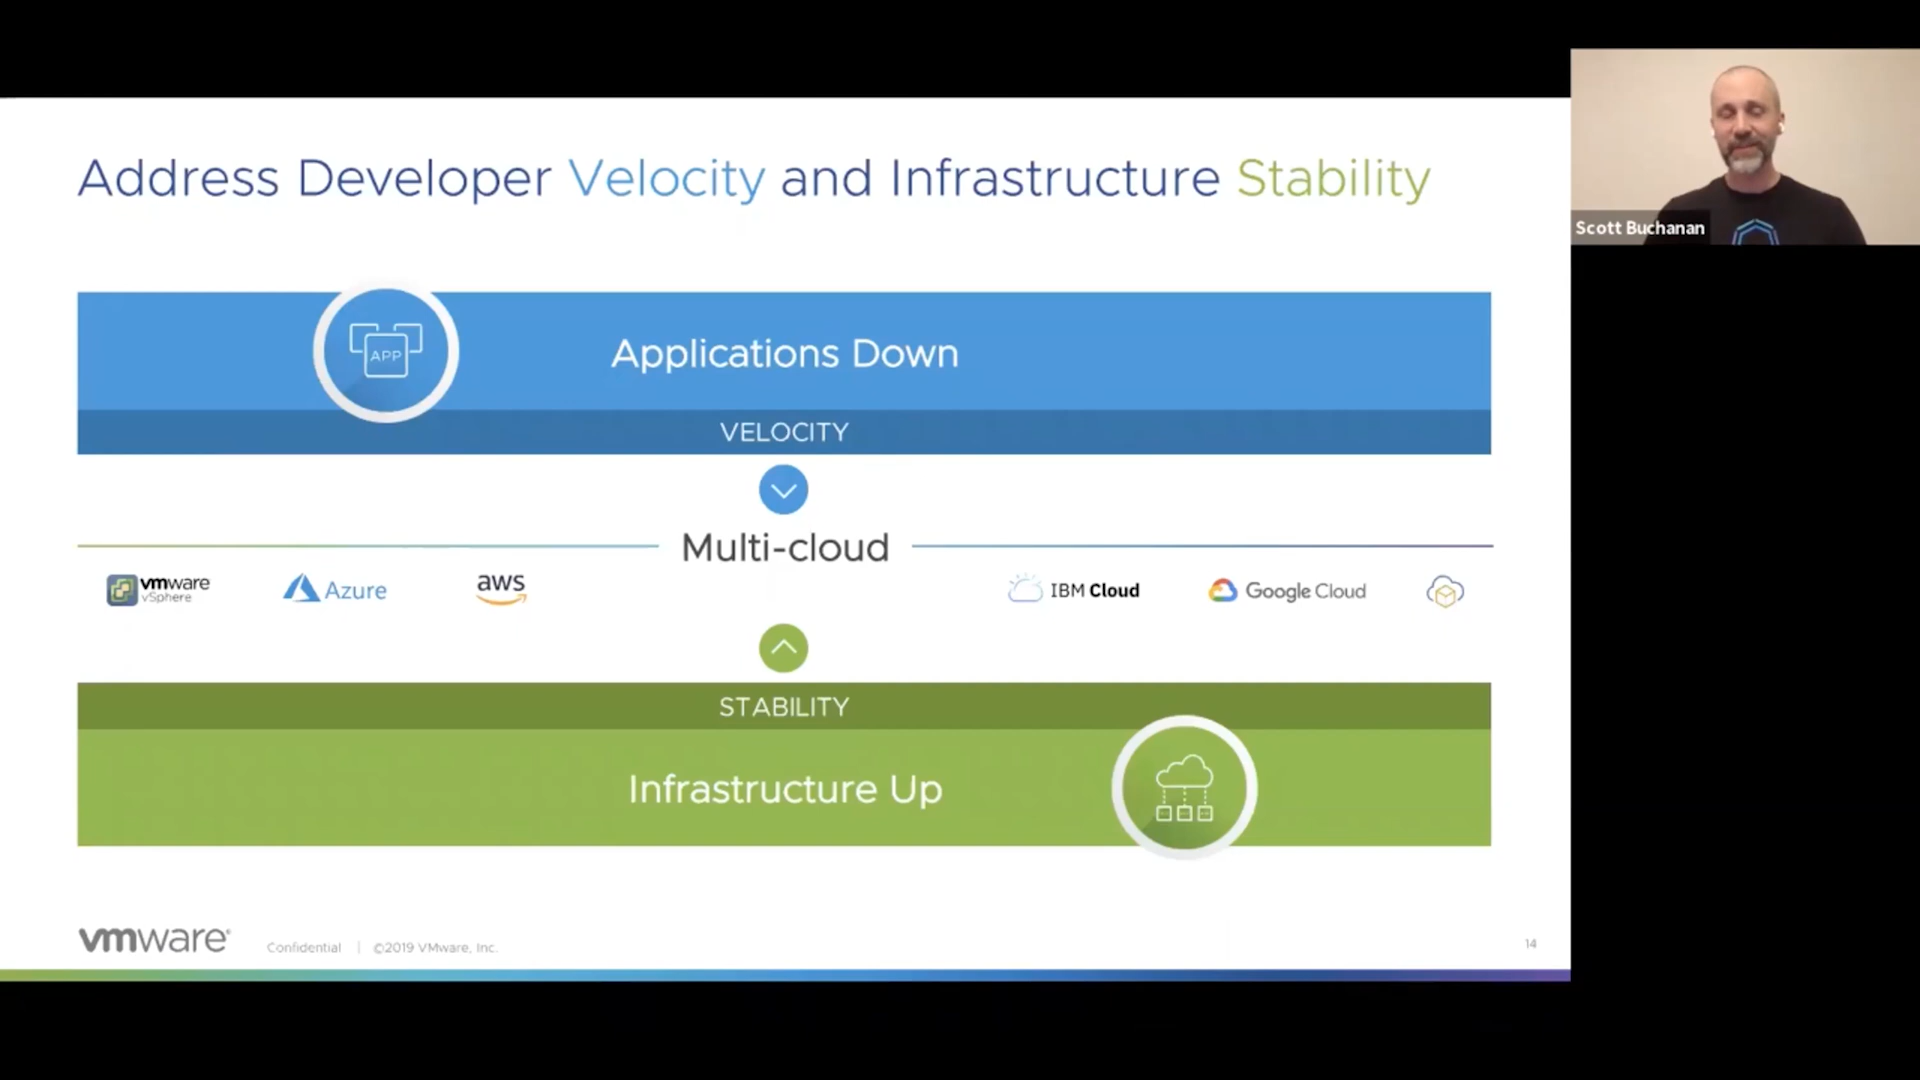 Address Developer Velocity and Infrastructure Stability
Scott Buchanan
APP
Applications Down
VELOCITY
Multi-cloud
vmware vSphere
Azure
aws
IBM Cloud
Google Cloud
STABILITY
Infrastructure Up
vmware®
Confidential | ©2019 VMware, Inc.
14